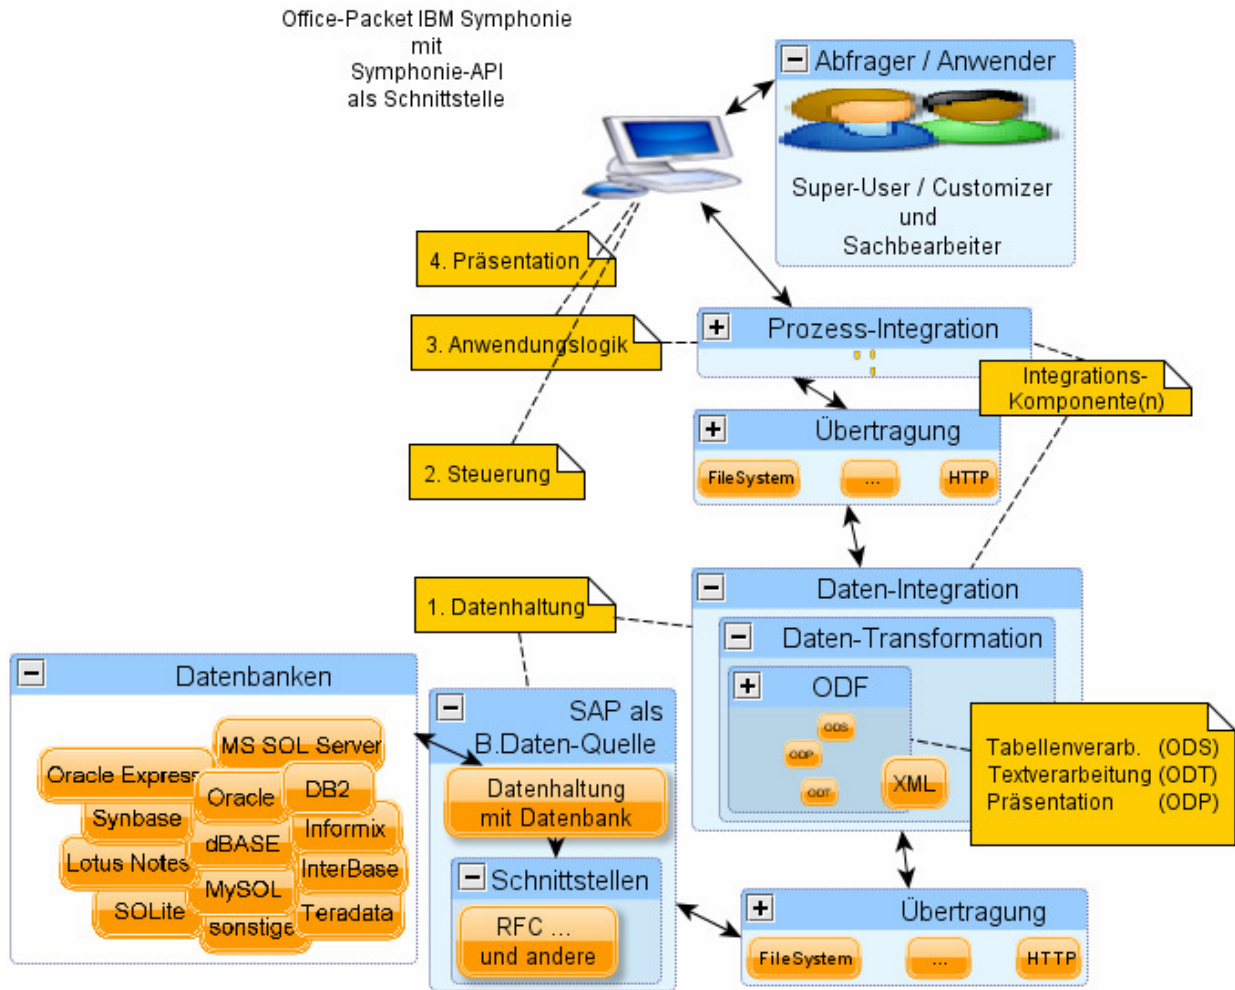 Office-Packet IBM Symphonie
mit
Symphonie-API
als Schnittstelle
Abfrager / Anwender
Super-User / Customizer
und
Sachbearbeiter
4. Präsentation
3. Anwendungslogik
Prozess-Integration
Integrations-
Komponente(n)
Übertragung
FileSystem
...
HTTP
2. Steuerung
1. Datenhaltung
Daten-Integration
Daten-Transformation
ODF
ODS
ODP
ODT
XML
Tabellenverarb. (ODS)
Textverarbeitung (ODT)
Präsentation (ODP)
Datenbanken
MS SOL Server
Oracle Express
Oracle
DB2
Synbase
dBASE
Informix
Lotus Notes
MySOL
InterBase
SOLite
sonstige
Teradata
SAP als
B.Daten-Quelle
Datenhaltung
mit Datenbank
Schnittstellen
RFC ...
und andere
Übertragung
FileSystem
...
HTTP